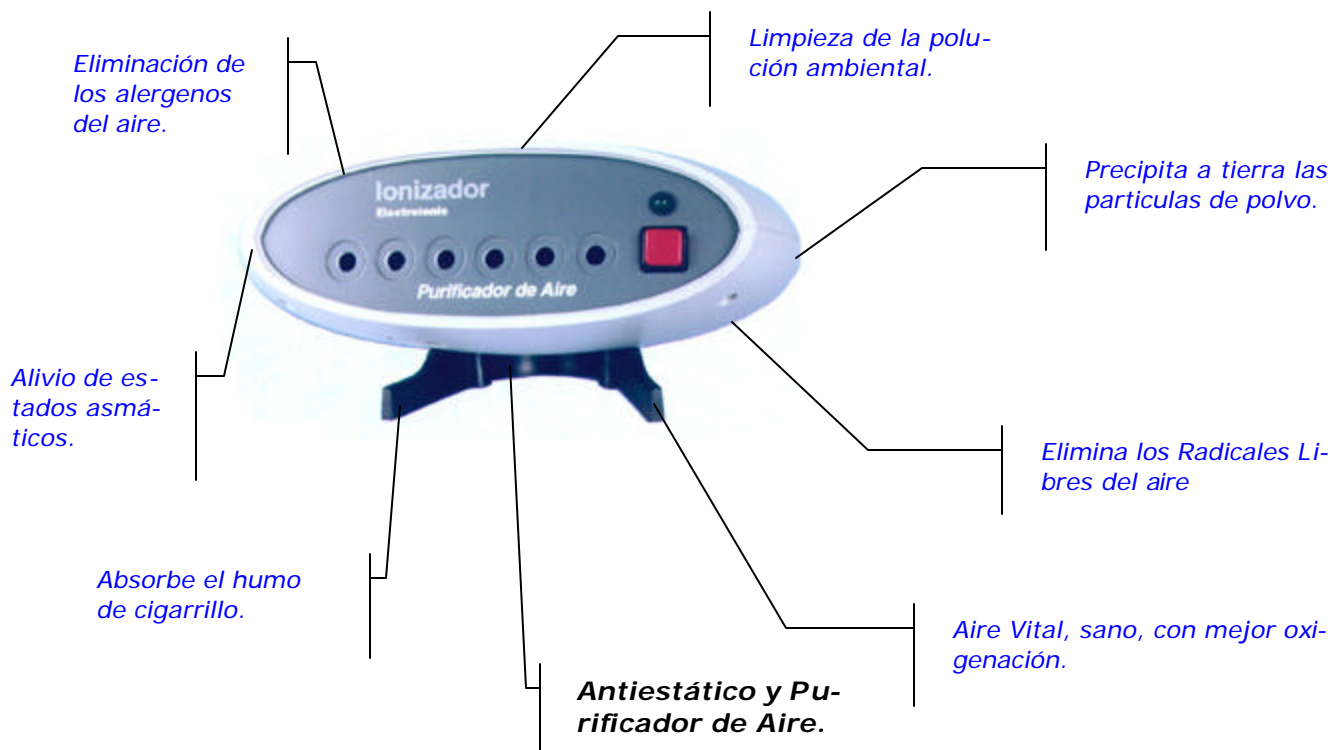 Eliminación de
los alergenos
del aire.
Limpieza de la polu-
ción ambiental.
Precipita a tierra las
particulas de polvo.
Ionizador
Electroionic
Purificador de Aire
Alivio de es-
tados asmá-
ticos.
Elimina los Radicales Li-
bres del aire
Absorbe el humo
de cigarrillo.
Aire Vital, sano, con mejor oxi-
genación.
Antiestático y Pu-
rificador de Aire.